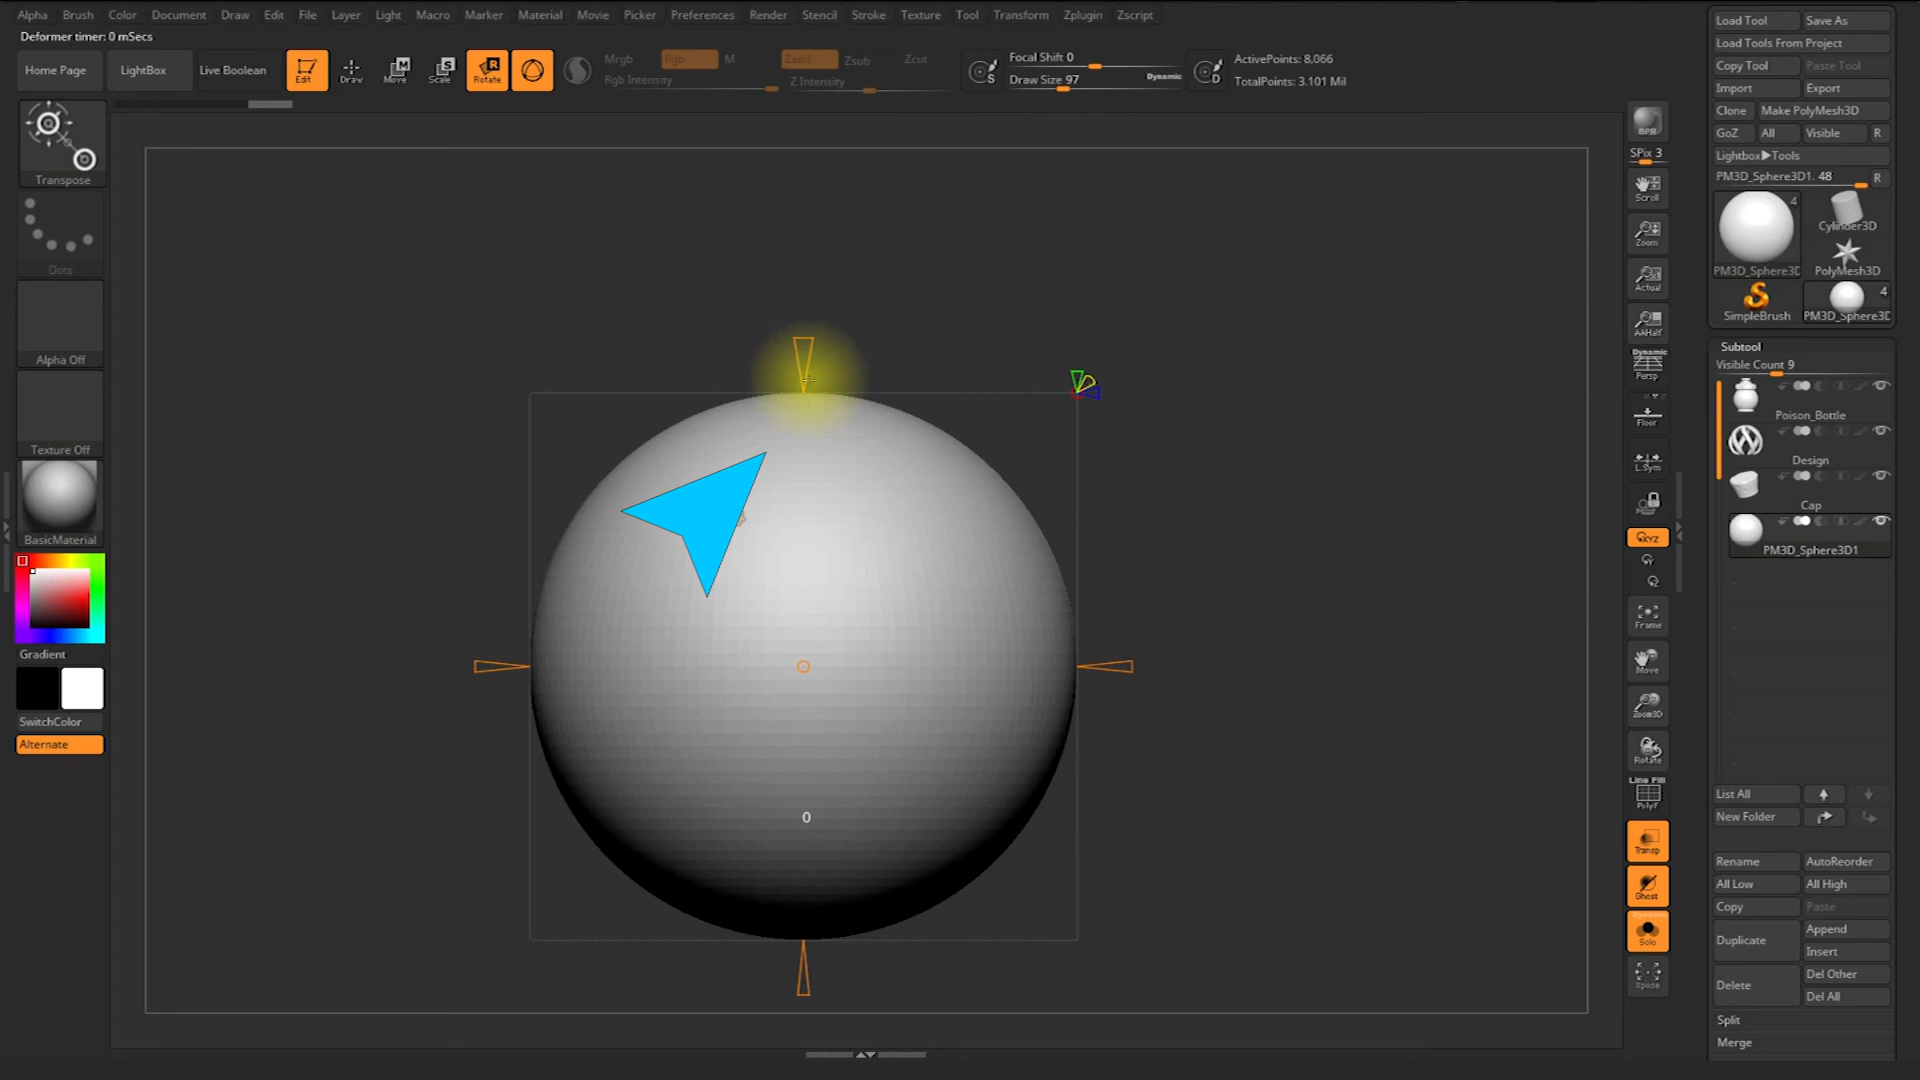 Alpha Brush Color Document Draw Edit File Layer Light Macro Marker Material Movie Picker Preferences Render Stencil Stroke Texture Tool Transform Zplugin Zscript
Deformer timer: 0 mSecs
Home Page LightBox Live Boolean Edit Draw Move Scale Rotate
Mrgb Rgb M Zadd Zsub Zcut
Rgb Intensity Z Intensity
Focal Shift 0
Draw Size 97 Dynamic
ActivePoints: 8,066
TotalPoints: 3.101 Mil
Transpose
Dots
Alpha Off
Texture Off
BasicMaterial
Gradient
SwitchColor
Alternate
0
BPR
SPix 3
Scroll
Zoom
Actual
AAHalf
Dynamic
Persp
Floor
L.Sym
XYZ
Frame
Move
Zoom3D
Rotate
Line Fill
PolyF
Transp
Ghost
Dynamic
Solo
Xpose
Load Tool Save As
Load Tools From Project
Copy Tool Paste Tool
Import Export
Clone Make PolyMesh3D
GoZ All Visible R
Lightbox▶Tools
PM3D_Sphere3D1. 48 R
4
Cylinder3D
PM3D_Sphere3D PolyMesh3D
4
SimpleBrush PM3D_Sphere3D
Subtool
Visible Count 9
Poison_Bottle
Design
Cap
PM3D_Sphere3D1
List All
New Folder
Rename AutoReorder
All Low All High
Copy Paste
Duplicate Append
Insert
Delete Del Other
Del All
Split
Merge